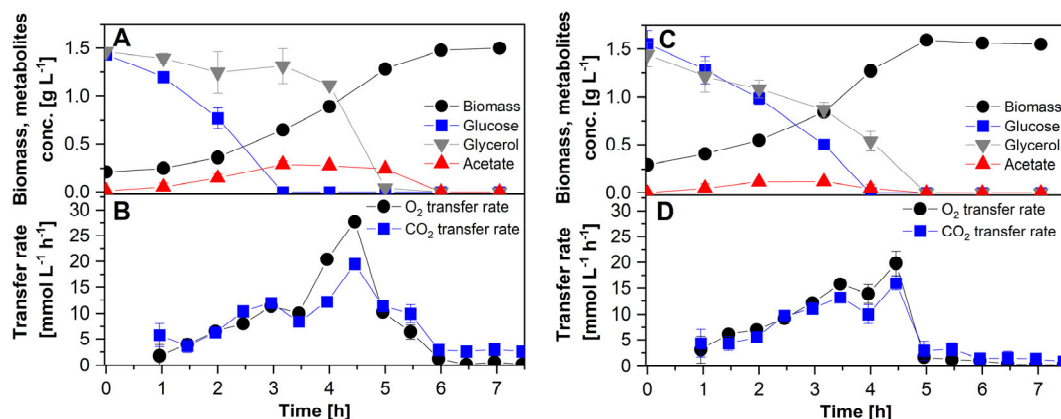 A
Biomass, metabolites
conc. [g L⁻¹]
1.5
1.0
0.5
0.0
Biomass
Glucose
Glycerol
Acetate
B
Transfer rate
[mmol L⁻¹ h⁻¹]
30
25
20
15
10
5
0
O₂ transfer rate
CO₂ transfer rate
0 1 2 3 4 5 6 7
Time [h]
C
Biomass, metabolites
conc. [g L⁻¹]
1.5
1.0
0.5
0.0
Biomass
Glucose
Glycerol
Acetate
D
Transfer rate
[mmol L⁻¹ h⁻¹]
30
25
20
15
10
5
0
O₂ transfer rate
CO₂ transfer rate
0 1 2 3 4 5 6 7
Time [h]